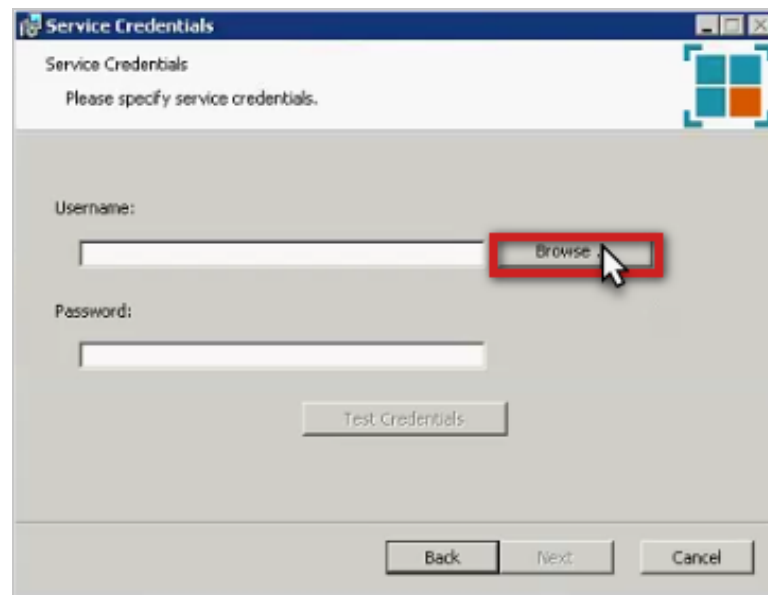 Service Credentials
Service Credentials
Please specify service credentials.
Username:
Browse .
Password:
Test Credentials
Back
Next
Cancel